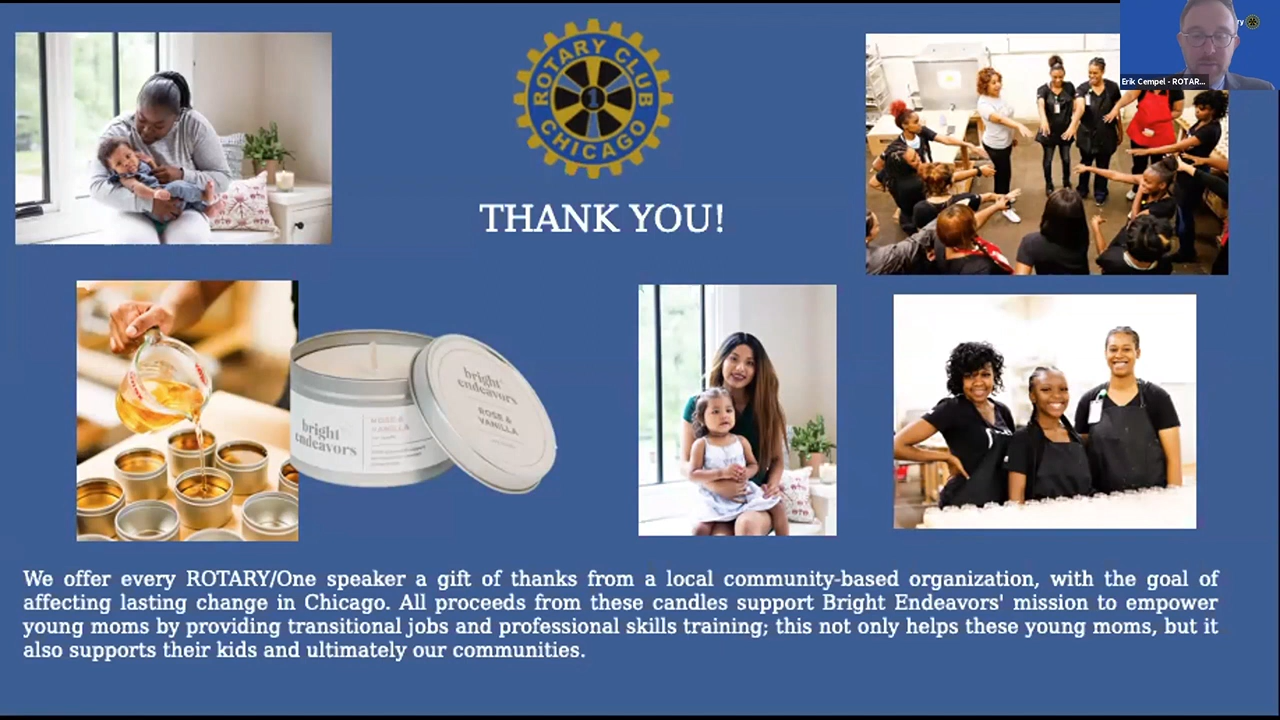 ROTARY CLUB
1
CHICAGO
Erik Cempel - ROTAR...
THANK YOU!
bright
endeavors
ROSE &
VANILLA
bright
endeavors
ROSE &
VANILLA
We offer every ROTARY/One speaker a gift of thanks from a local community-based organization, with the goal of
affecting lasting change in Chicago. All proceeds from these candles support Bright Endeavors' mission to empower
young moms by providing transitional jobs and professional skills training; this not only helps these young moms, but it
also supports their kids and ultimately our communities.